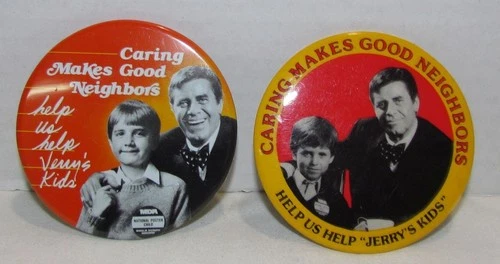 Caring
Makes Good
Neighbors
help
us
help
Jerry's
Kids
MDA
NATIONAL POSTER
CHILD
CARING MAKES GOOD NEIGHBORS
HELP US HELP "JERRY"S KIDS"